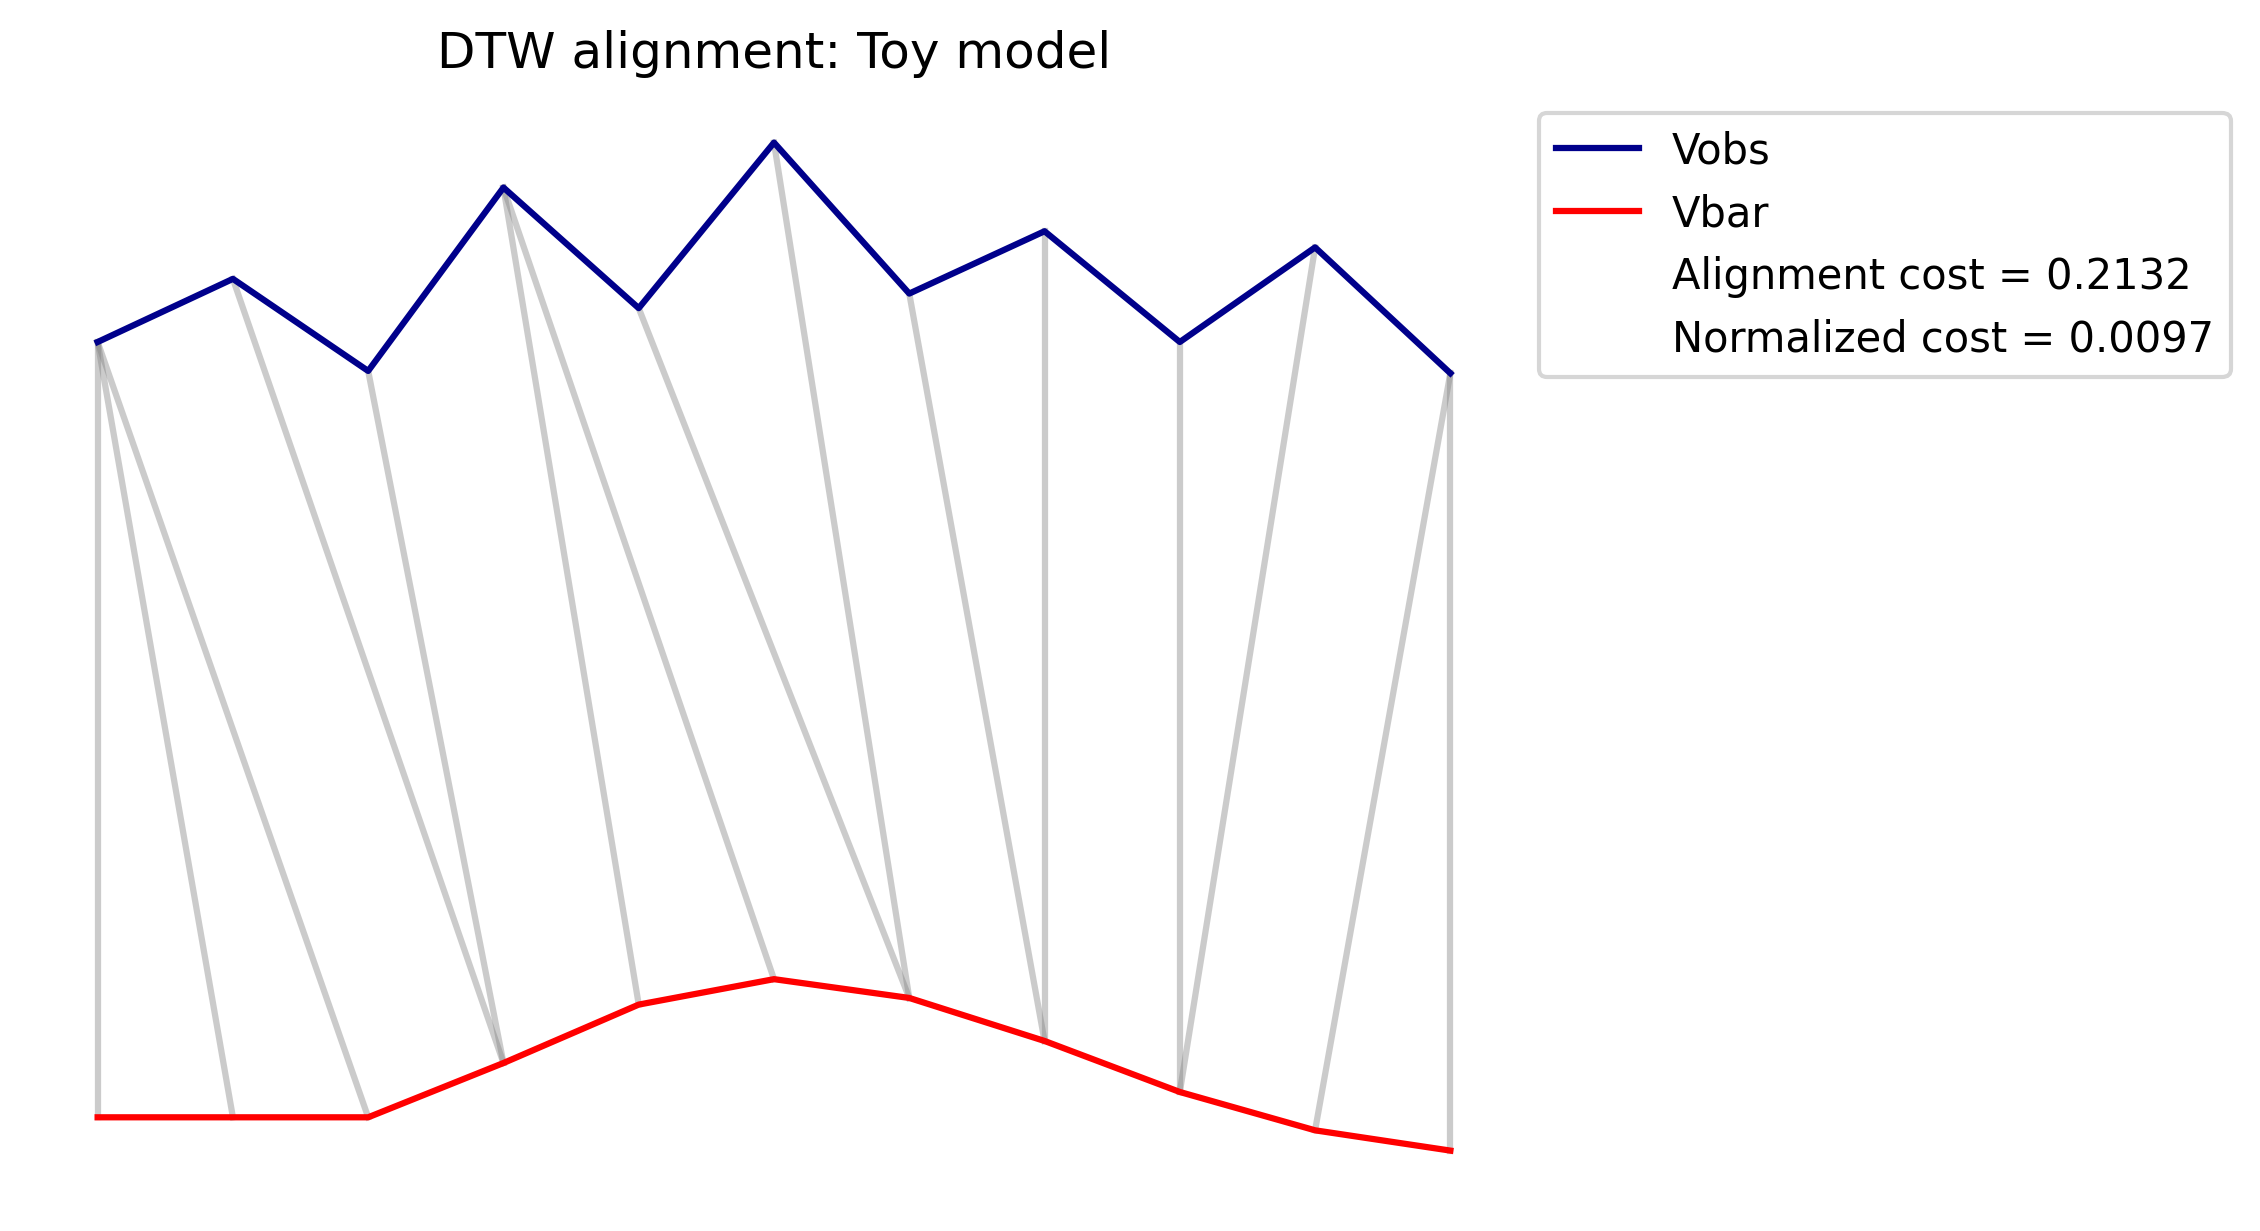 DTW alignment: Toy model
Vobs
Vbar
Alignment cost = 0.2132
Normalized cost = 0.0097